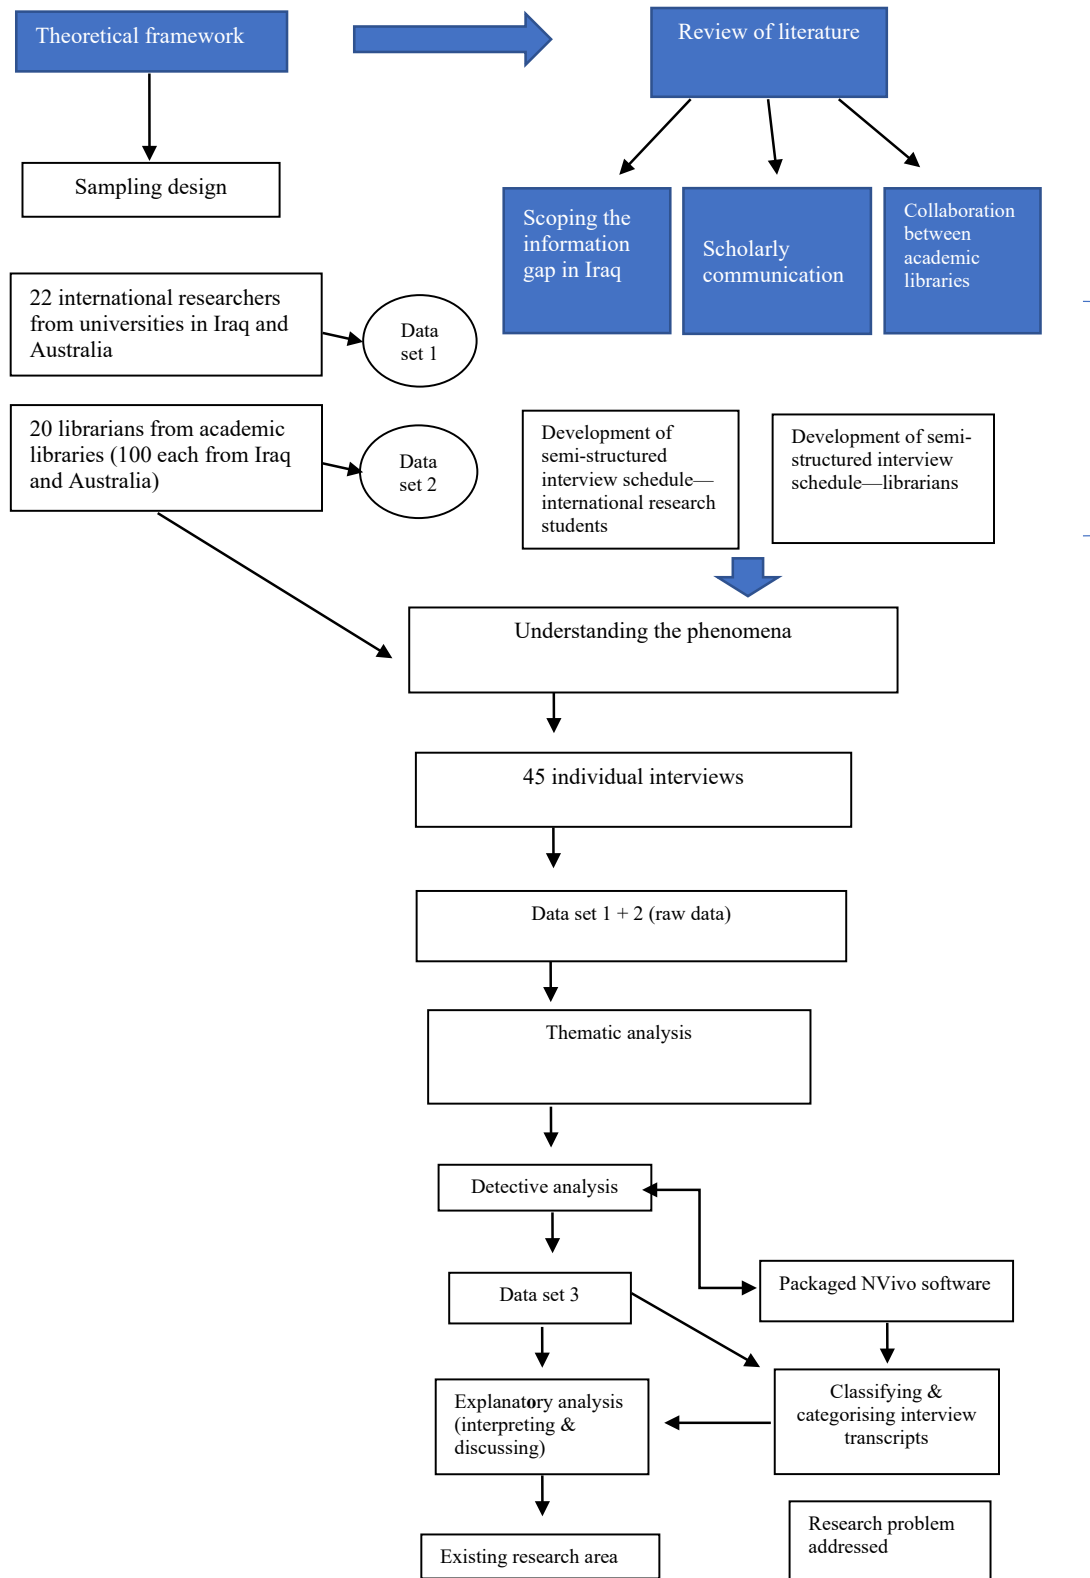 Theoretical framework
Review of literature
Sampling design
Scoping the
information
gap in Iraq
Scholarly
communication
Collaboration
between
academic
libraries
22 international researchers
from universities in Iraq and
Australia
Data
set 1
20 librarians from academic
libraries (100 each from Iraq
and Australia)
Data
set 2
Development of
semi-structured
interview schedule—
international research
students
Development of semi-
structured interview
schedule—librarians
Understanding the phenomena
45 individual interviews
Data set 1 + 2 (raw data)
Thematic analysis
Detective analysis
Data set 3
Packaged NVivo software
Explanatory analysis
(interpreting &
discussing)
Classifying &
categorising interview
transcripts
Existing research area
Research problem
addressed